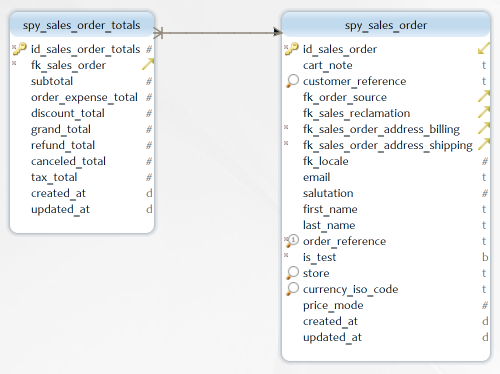 spy_sales_order_totals
id_sales_order_totals #
fk_sales_order
subtotal #
order_expense_total #
discount_total #
grand_total #
refund_total #
canceled_total #
tax_total #
created_at d
updated_at d
spy_sales_order
id_sales_order
cart_note t
customer_reference t
fk_order_source
fk_sales_reclamation
fk_sales_order_address_billing
fk_sales_order_address_shipping
fk_locale #
email t
salutation #
first_name t
last_name t
1 order_reference t
is_test b
store t
currency_iso_code t
price_mode #
created_at d
updated_at d